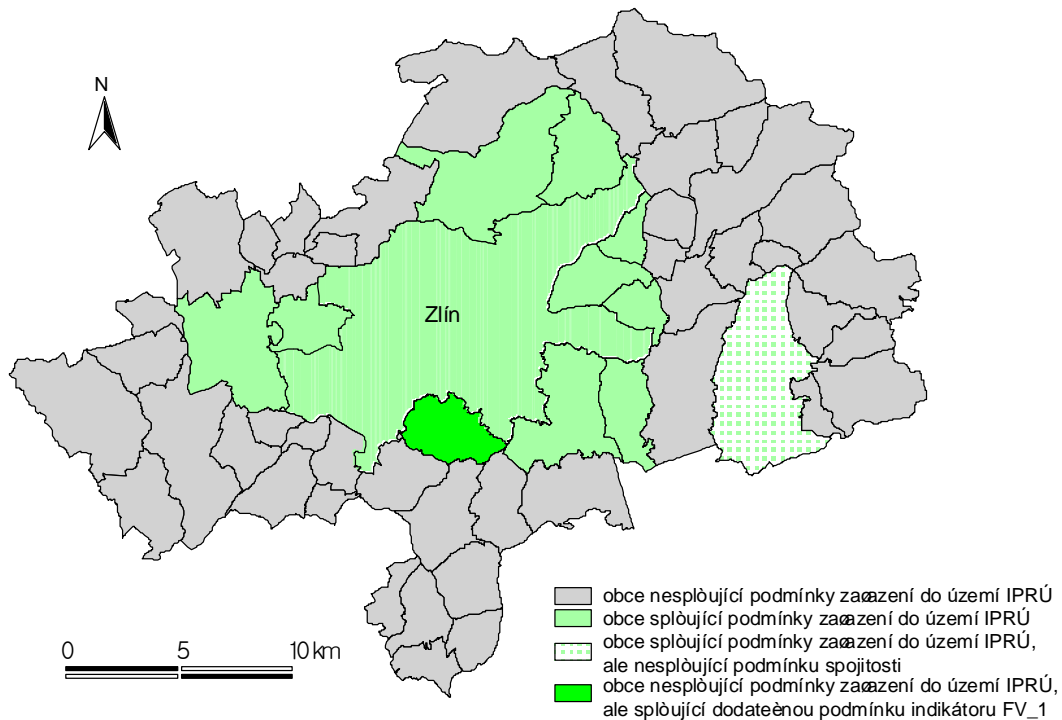 N
Zlín
obce nesplòující podmínky zaøazení do území IPRÚ
obce splòující podmínky zaøazení do území IPRÚ
obce splòující podmínky zaøazení do území IPRÚ,
ale nesplòující podmínku spojitosti
obce nesplòující podmínky zaøazení do území IPRÚ,
ale splòující dodateènou podmínku indikátoru FV_1
0 5 10 km